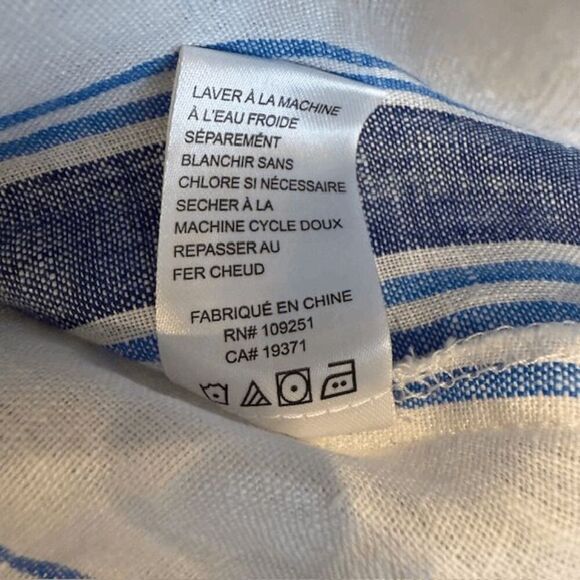 LAVER À LA MACHINE
À L'EAU FROIDE
SÉPAREMÉNT
BLANCHIR SANS
CHLORE SI NÉCESSAIRE
SECHER À LA
MACHINE CYCLE DOUX
REPASSER AU
FER CHEUD
FABRIQUÉ EN CHINE
RN# 109251
CA# 19371